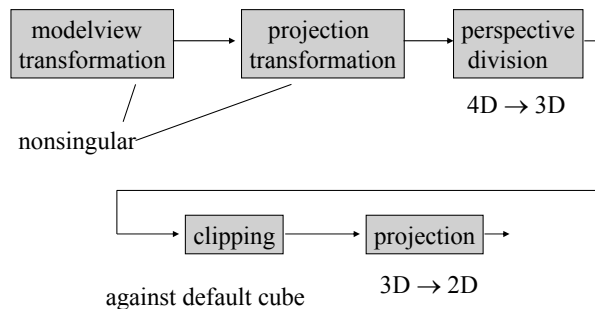 modelview
transformation
projection
transformation
perspective
division
4D → 3D
nonsingular
clipping
projection
against default cube
3D → 2D